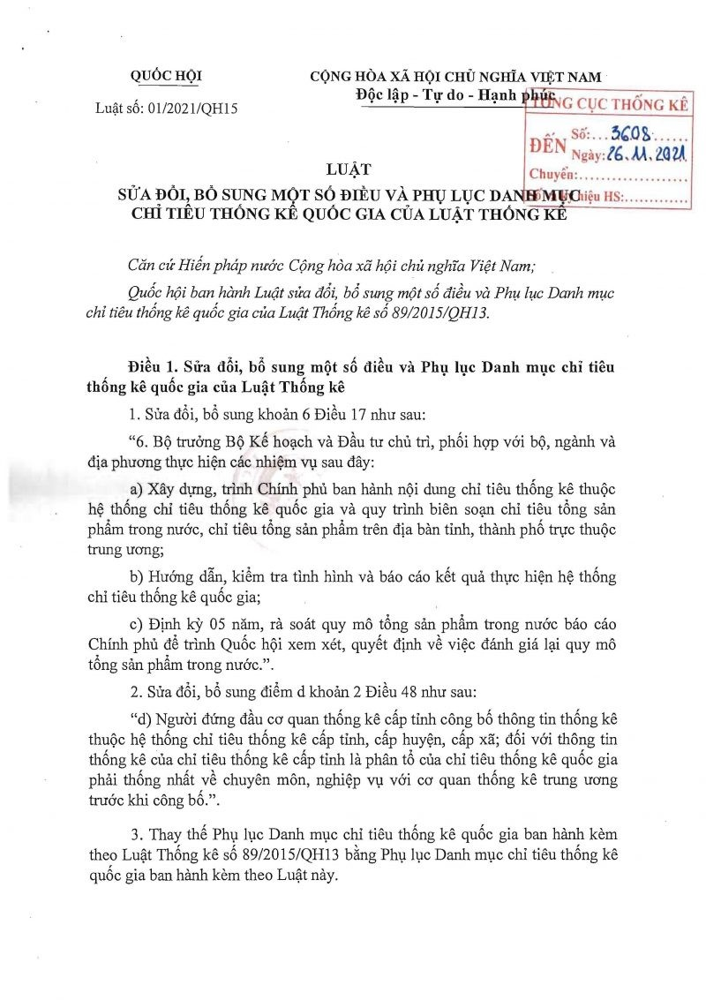 QUỐC HỘI
Luật số: 01/2021/QH15
CỘNG HÒA XÃ HỘI CHỦ NGHĨA VIỆT NAM
Độc lập - Tự do - Hạnh phúc
TỔNG CỤC THỐNG KÊ
ĐẾN
Số:...3608......
Ngày:26.11.2021
Chuyển:.....................
Số và ký hiệu HS:.............
LUẬT
SỬA ĐỔI, BỔ SUNG MỘT SỐ ĐIỀU VÀ PHỤ LỤC DANH MỤC
CHỈ TIÊU THỐNG KÊ QUỐC GIA CỦA LUẬT THỐNG KÊ
Căn cứ Hiến pháp nước Cộng hòa xã hội chủ nghĩa Việt Nam;
Quốc hội ban hành Luật sửa đổi, bổ sung một số điều và Phụ lục Danh mục
chỉ tiêu thống kê quốc gia của Luật Thống kê số 89/2015/QH13.
Điều 1. Sửa đổi, bổ sung một số điều và Phụ lục Danh mục chỉ tiêu
thống kê quốc gia của Luật Thống kê
1. Sửa đổi, bổ sung khoản 6 Điều 17 như sau:
“6. Bộ trưởng Bộ Kế hoạch và Đầu tư chủ trì, phối hợp với bộ, ngành và
địa phương thực hiện các nhiệm vụ sau đây:
a) Xây dựng, trình Chính phủ ban hành nội dung chỉ tiêu thống kê thuộc
hệ thống chỉ tiêu thống kê quốc gia và quy trình biên soạn chỉ tiêu tổng sản
phẩm trong nước, chỉ tiêu tổng sản phẩm trên địa bàn tỉnh, thành phố trực thuộc
trung ương;
b) Hướng dẫn, kiểm tra tình hình và báo cáo kết quả thực hiện hệ thống
chỉ tiêu thống kê quốc gia;
c) Định kỳ 05 năm, rà soát quy mô tổng sản phẩm trong nước báo cáo
Chính phủ để trình Quốc hội xem xét, quyết định về việc đánh giá lại quy mô
tổng sản phẩm trong nước.”.
2. Sửa đổi, bổ sung điểm d khoản 2 Điều 48 như sau:
“d) Người đứng đầu cơ quan thống kê cấp tỉnh công bố thông tin thống kê
thuộc hệ thống chỉ tiêu thống kê cấp tỉnh, cấp huyện, cấp xã; đối với thông tin
thống kê của chỉ tiêu thống kê cấp tỉnh là phân tổ của chỉ tiêu thống kê quốc gia
phải thống nhất về chuyên môn, nghiệp vụ với cơ quan thống kê trung ương
trước khi công bố.”.
3. Thay thế Phụ lục Danh mục chỉ tiêu thống kê quốc gia ban hành kèm
theo Luật Thống kê số 89/2015/QH13 bằng Phụ lục Danh mục chỉ tiêu thống kê
quốc gia ban hành kèm theo Luật này.